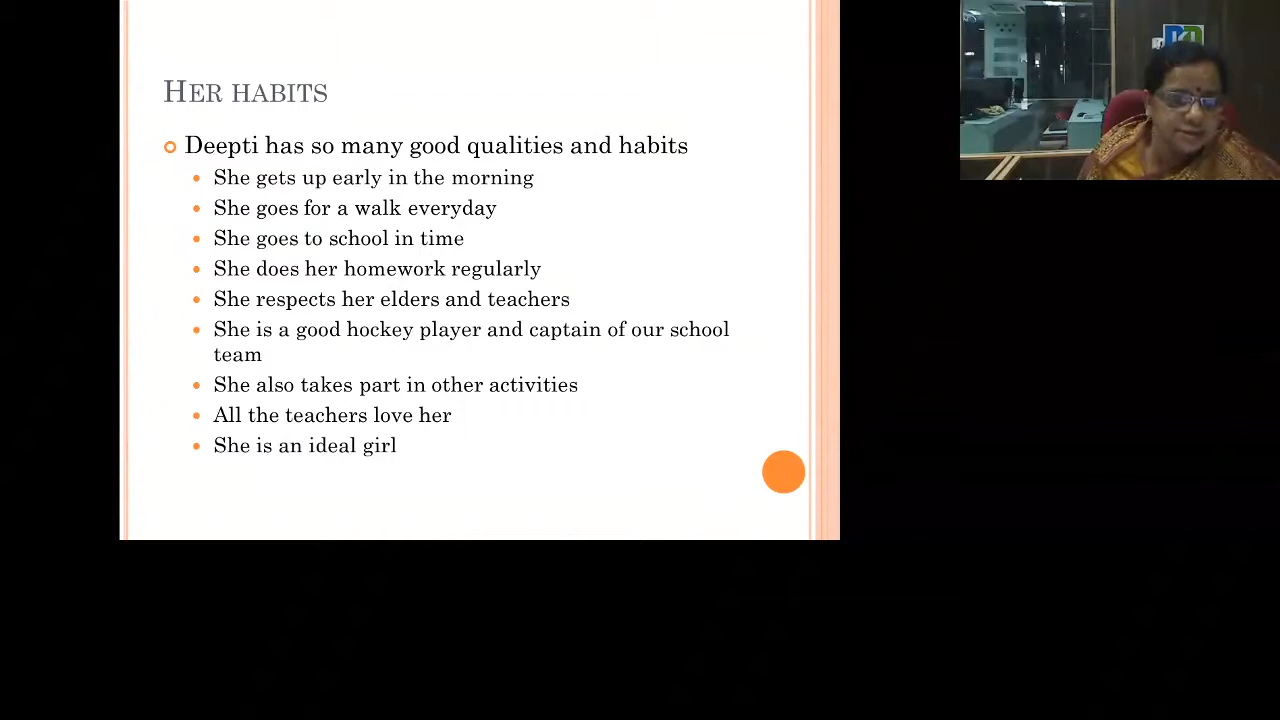 HER HABITS
Deepti has so many good qualities and habits
She gets up early in the morning
She goes for a walk everyday
She goes to school in time
She does her homework regularly
She respects her elders and teachers
She is a good hockey player and captain of our school
team
She also takes part in other activities
All the teachers love her
She is an ideal girl